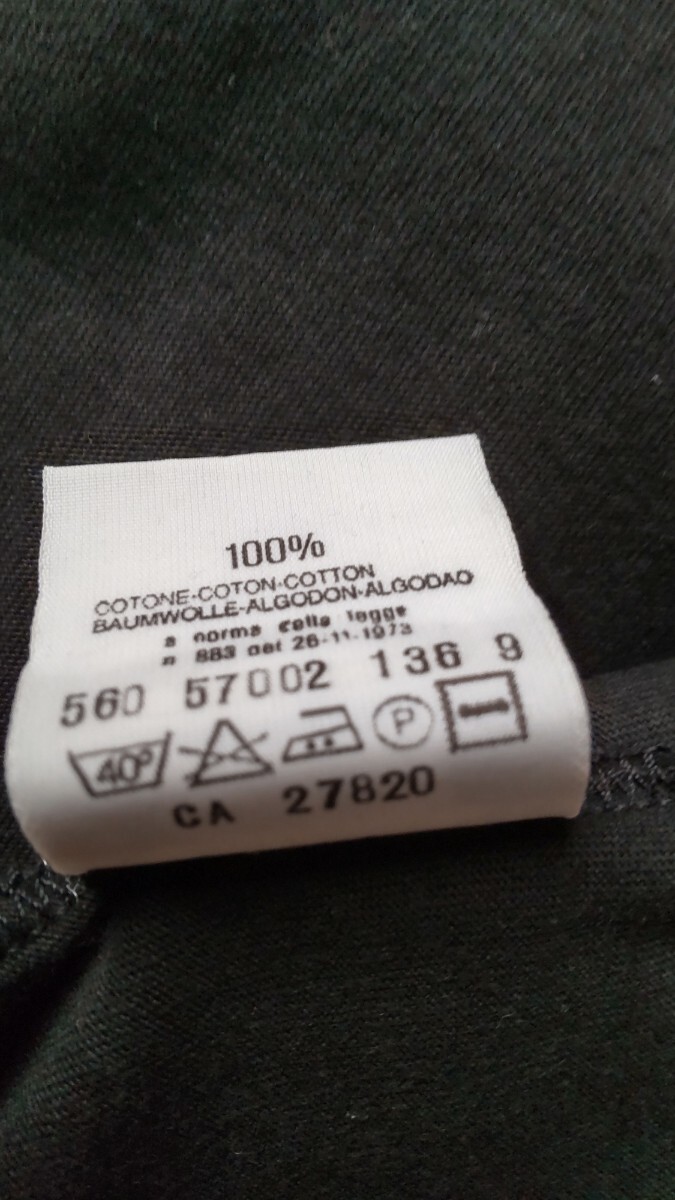 100%
COTONE-COTON-COTTON
BAUMWOLLE-ALGODON-ALGODAO
a norma della legge
n 883 del 26-11-1973
560 57002 136 9
40° P
CA 27820